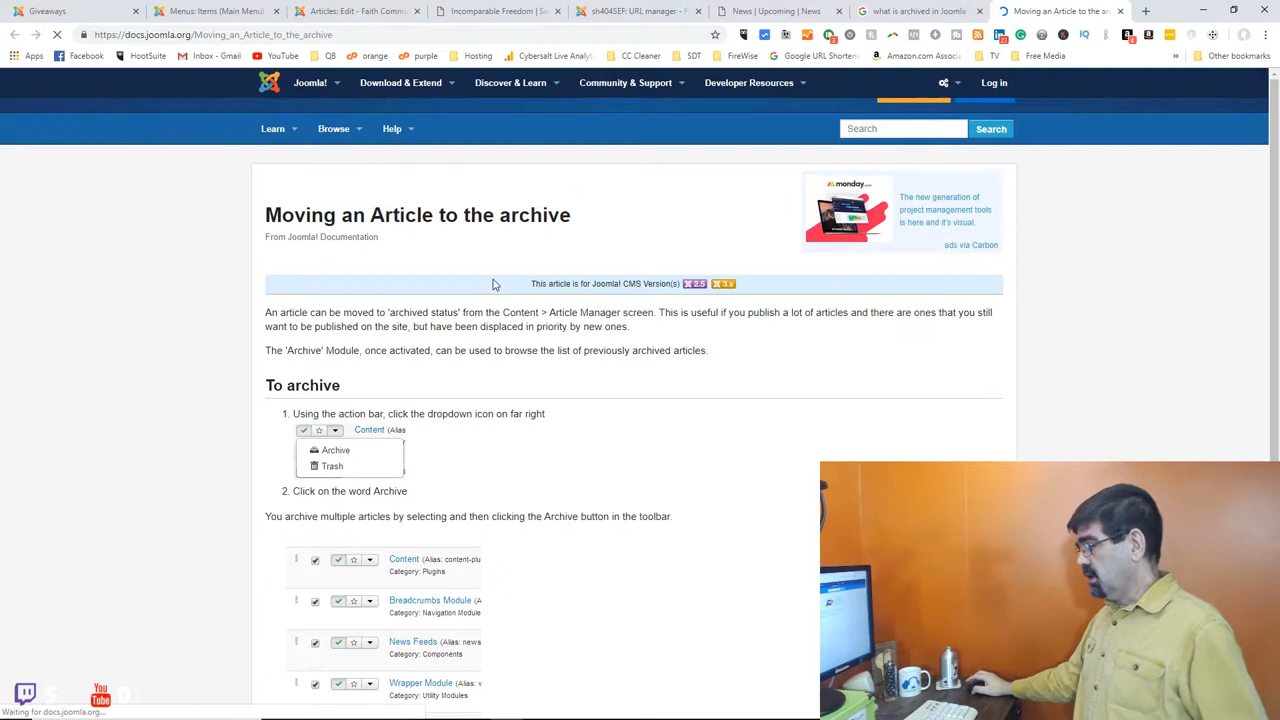 Giveaways
Menus: Items (Main Menu)
Articles: Edit - Faith Commu
Incomparable Freedom | Se
sh404SEF: URL manager - F
News | Upcoming | News
what is archived in Joomla
Moving an Article to the ar
https://docs.joomla.org/Moving_an_Article_to_the_archive
Apps
Facebook
HootSuite
Inbox - Gmail
YouTube
QB
orange
purple
Hosting
Cybersalt Live Analy
CC Cleaner
SDT
FireWise
Google URL Shortene
Amazon.com Associ
TV
Free Media
»
Other bookmarks
Joomla!
Download & Extend
Discover & Learn
Community & Support
Developer Resources
Log in
Learn
Browse
Help
Search
Search
monday.com
The new generation of
project management tools
is here and it's visual.
ads via Carbon
Moving an Article to the archive
From Joomla! Documentation
This article is for Joomla! CMS Version(s) 2.5 3.x
An article can be moved to 'archived status' from the Content > Article Manager screen. This is useful if you publish a lot of articles and there are ones that you still
want to be published on the site, but have been displaced in priority by new ones.
The 'Archive' Module, once activated, can be used to browse the list of previously archived articles.
To archive
1. Using the action bar, click the dropdown icon on far right
Content (Alias
Archive
Trash
2. Click on the word Archive
You archive multiple articles by selecting and then clicking the Archive button in the toolbar.
Content (Alias: content-plu
Category: Plugins
Breadcrumbs Module (A
Category: Navigation Module
News Feeds (Alias: news
Category: Components
Wrapper Module (Alias: v
Category: Utility Modules
You
Tube
Waiting for docs.joomla.org...